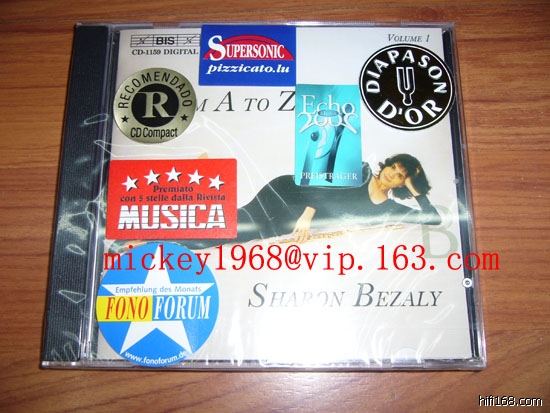 BIS
CD-1159 DIGITAL
SUPERSONIC
pizzicato.lu
VOLUME 1
DIAPASON
D'OR
RECOMENDADO
R
CD Compact
M A TO Z
Echo
PREISTRÄGER
Premiato
con 5 stelle dalla Rivista
MUSICA
B
mickey1968@vip.163.com
Empfehlung des Monats
FONO FORUM
www.fonoforum.de
SHARON BEZALY
hifi168.com